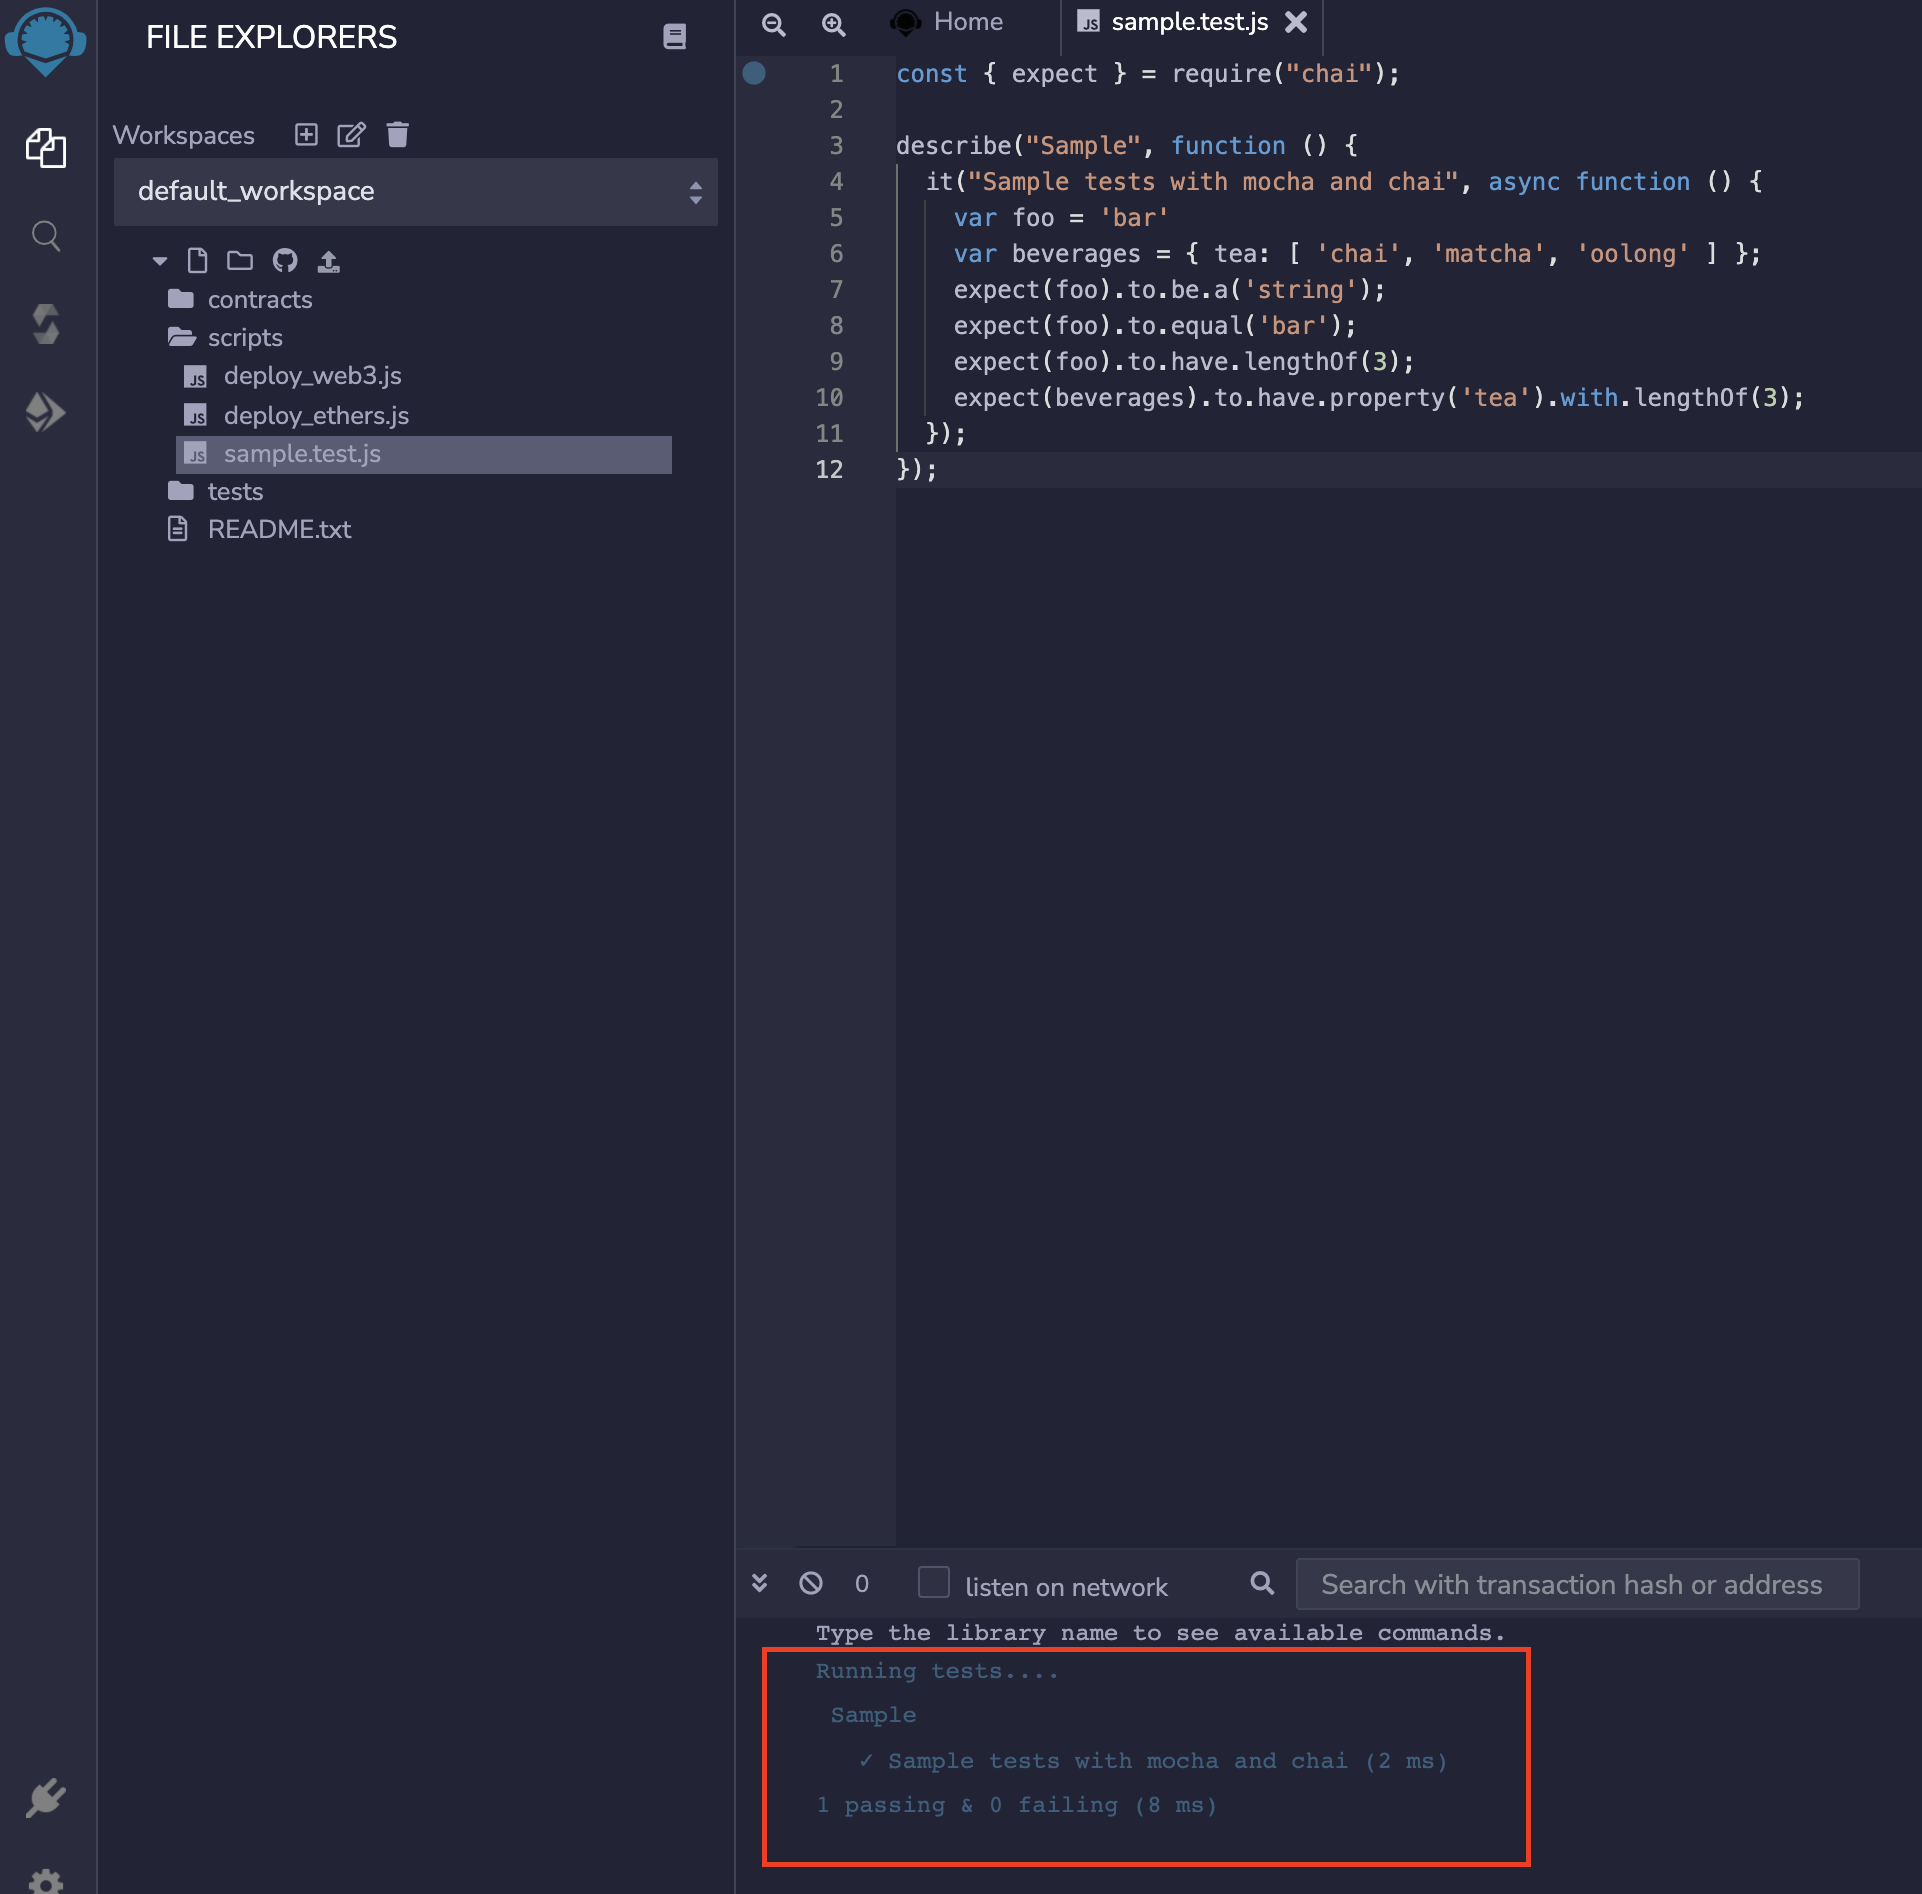 FILE EXPLORERS
Workspaces
default_workspace
contracts
scripts
JS deploy_web3.js
JS deploy_ethers.js
JS sample.test.js
tests
README.txt
Home
JS sample.test.js
1 const { expect } = require("chai");
2
3 describe("Sample", function () {
4 it("Sample tests with mocha and chai", async function () {
5 var foo = 'bar'
6 var beverages = { tea: [ 'chai', 'matcha', 'oolong' ] };
7 expect(foo).to.be.a('string');
8 expect(foo).to.equal('bar');
9 expect(foo).to.have.lengthOf(3);
10 expect(beverages).to.have.property('tea').with.lengthOf(3);
11 });
12 });
0 listen on network Search with transaction hash or address
Type the library name to see available commands.
Running tests....
Sample
✓ Sample tests with mocha and chai (2 ms)
1 passing & 0 failing (8 ms)